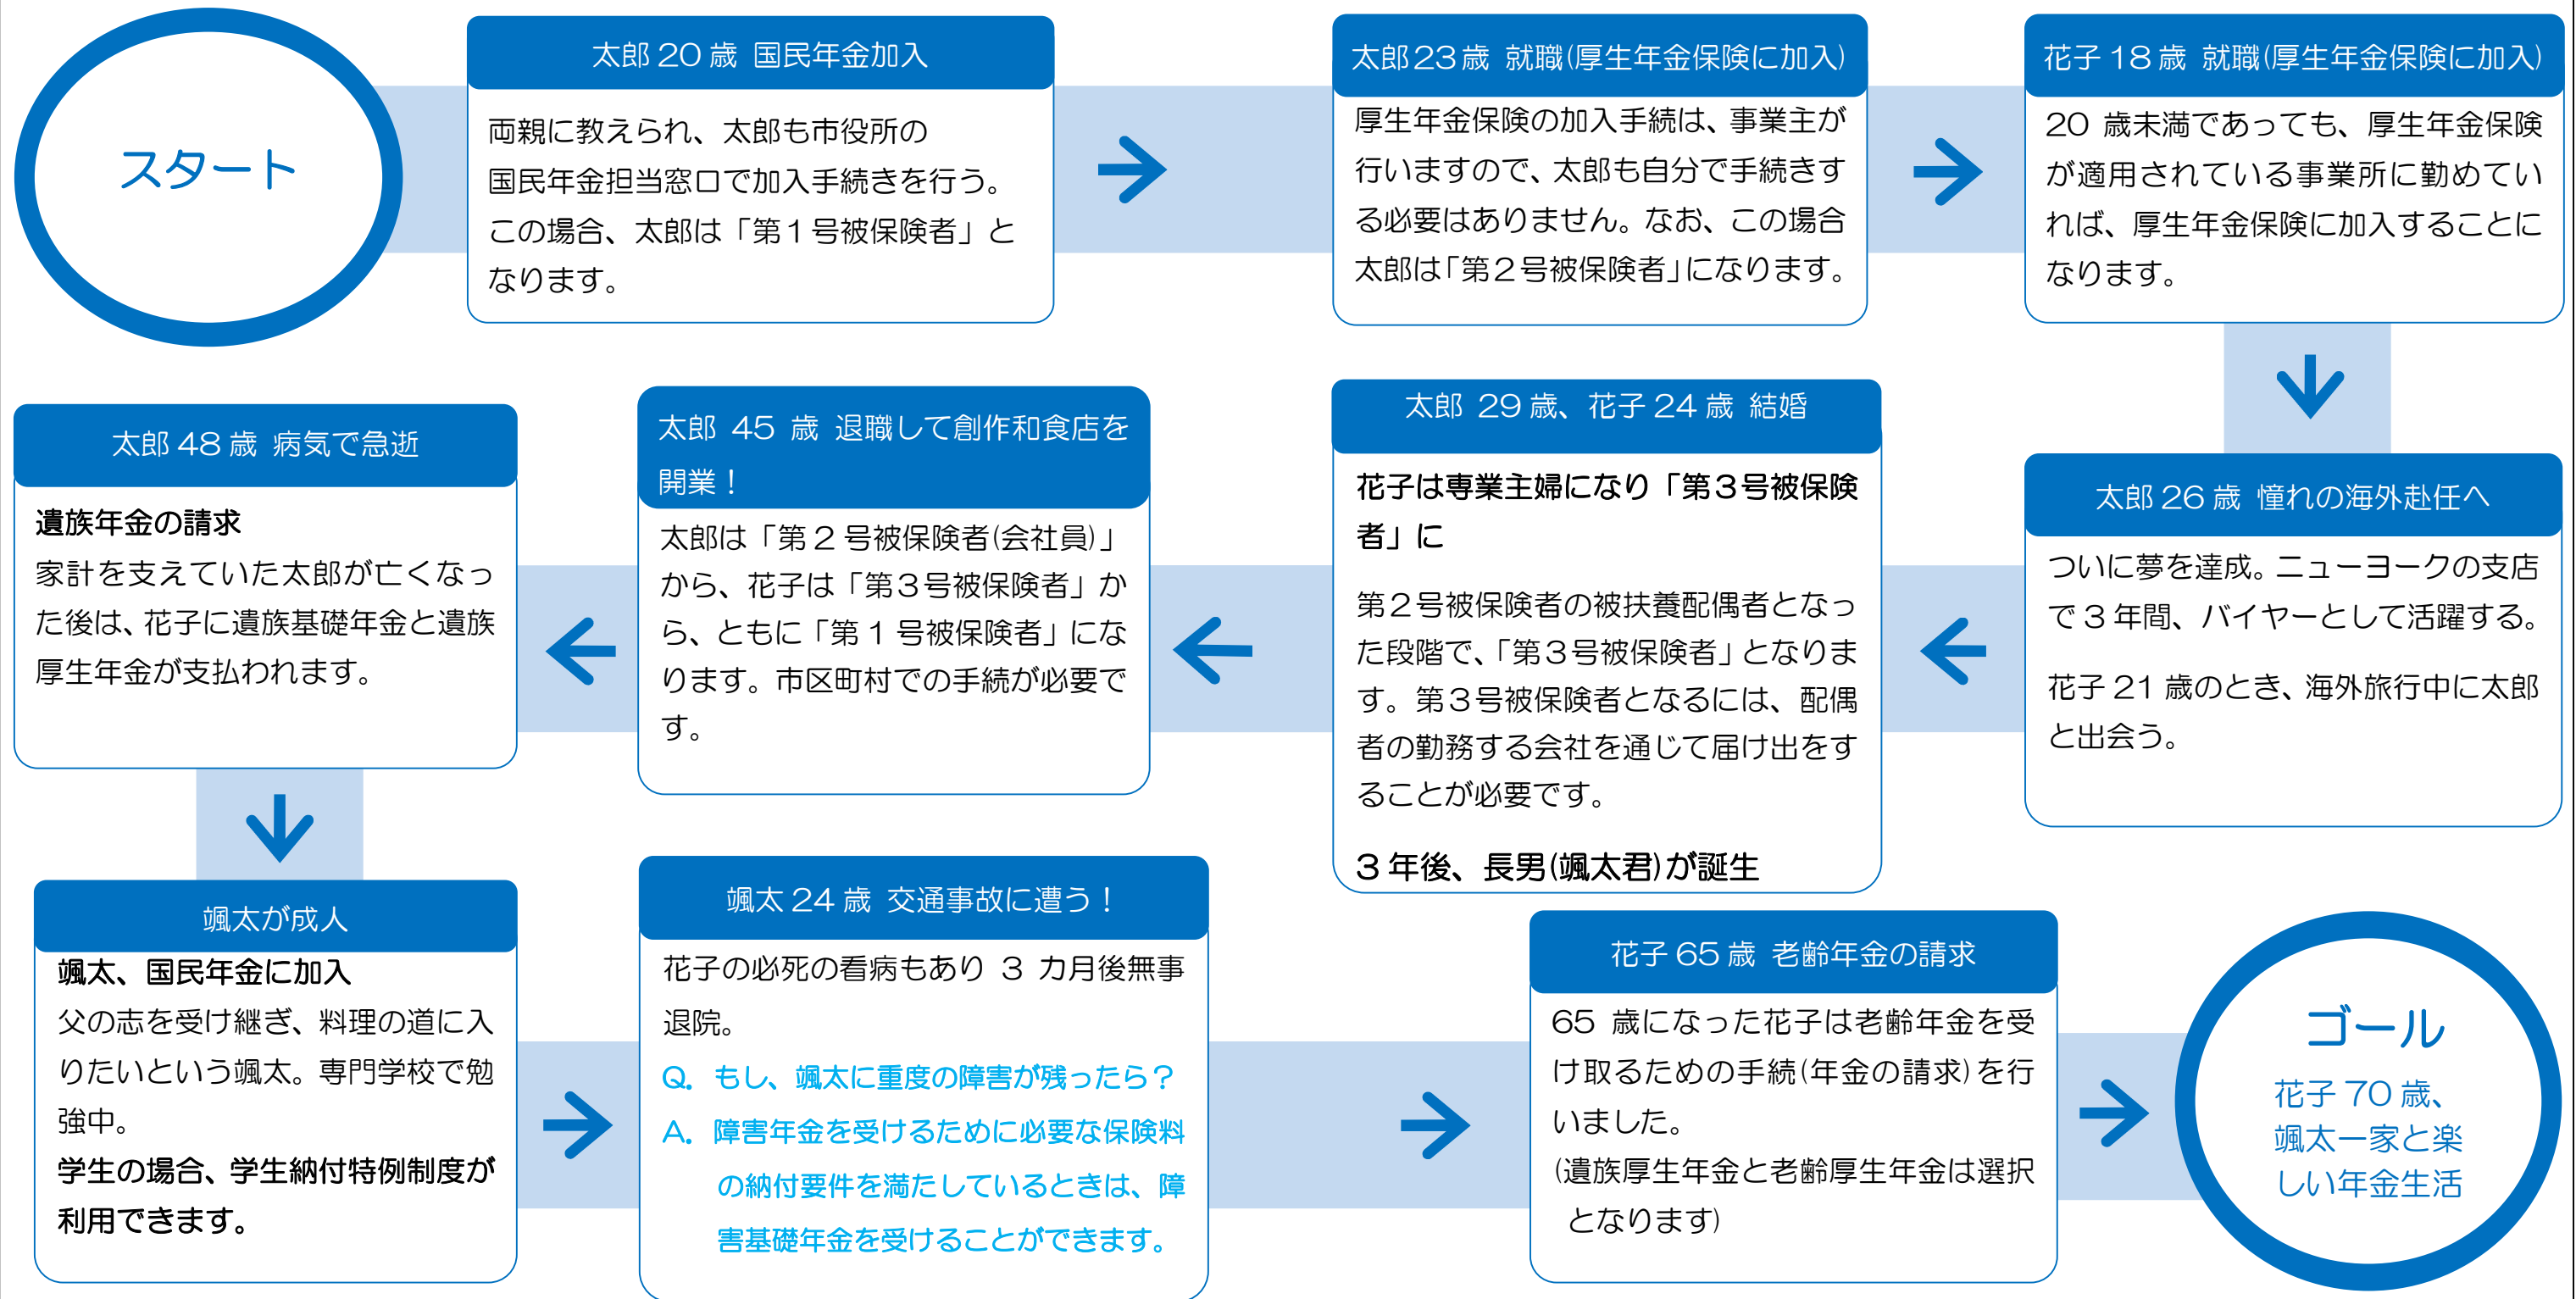 スタート
太郎 20 歳 国民年金加入
両親に教えられ、太郎も市役所の
国民年金担当窓口で加入手続きを行う。
この場合、太郎は「第1号被保険者」と
なります。
太郎 23 歳 就職(厚生年金保険に加入)
厚生年金保険の加入手続は、事業主が
行いますので、太郎も自分で手続きす
る必要はありません。なお、この場合
太郎は「第2号被保険者」になります。
花子 18 歳 就職(厚生年金保険に加入)
20 歳未満であっても、厚生年金保険
が適用されている事業所に勤めてい
れば、厚生年金保険に加入することに
なります。
太郎 26 歳 憧れの海外赴任へ
ついに夢を達成。ニューヨークの支店
で 3 年間、バイヤーとして活躍する。
花子 21 歳のとき、海外旅行中に太郎
と出会う。
太郎 29 歳、花子 24 歳 結婚
花子は専業主婦になり「第3号被保険
者」に
第2号被保険者の被扶養配偶者となっ
た段階で、「第3号被保険者」となりま
す。第3号被保険者となるには、配偶
者の勤務する会社を通じて届け出をす
ることが必要です。
3 年後、長男(颯太君)が誕生
太郎 45 歳 退職して創作和食店を
開業！
太郎は「第 2 号被保険者(会社員)」
から、花子は「第3号被保険者」か
ら、ともに「第 1 号被保険者」にな
ります。市区町村での手続が必要で
す。
太郎 48 歳 病気で急逝
遺族年金の請求
家計を支えていた太郎が亡くなっ
た後は、花子に遺族基礎年金と遺族
厚生年金が支払われます。
颯太が成人
颯太、国民年金に加入
父の志を受け継ぎ、料理の道に入
りたいという颯太。専門学校で勉
強中。
学生の場合、学生納付特例制度が
利用できます。
颯太 24 歳 交通事故に遭う！
花子の必死の看病もあり 3 カ月後無事
退院。
Q. もし、颯太に重度の障害が残ったら？
A. 障害年金を受けるために必要な保険料
の納付要件を満たしているときは、障
害基礎年金を受けることができます。
花子 65 歳 老齢年金の請求
65 歳になった花子は老齢年金を受
け取るための手続(年金の請求)を行
いました。
(遺族厚生年金と老齢厚生年金は選択
となります)
ゴール
花子 70 歳、
颯太一家と楽
しい年金生活